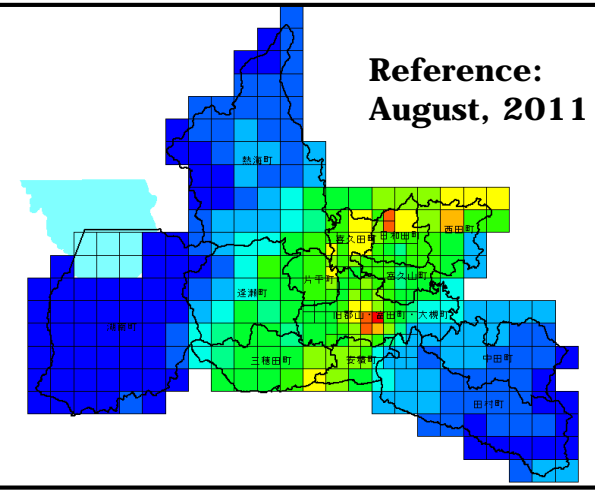 Reference:
August, 2011
熱海町
喜久田町
日和田町
西田町
片平町
喜久山町
逢瀬町
湖南町
旧郡山・富田町・大槻町
三穂田町
安積町
中田町
田村町